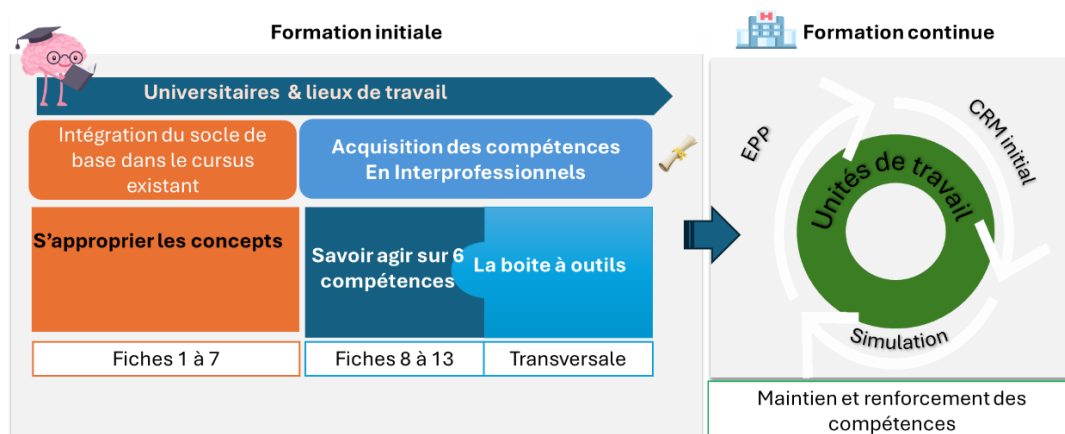 Formation initiale
Universitaires & lieux de travail
Intégration du socle de
base dans le cursus
existant
Acquisition des compétences
En Interprofessionnels
S’approprier les concepts
Savoir agir sur 6
compétences
La boite à outils
Fiches 1 à 7
Fiches 8 à 13
Transversale
Formation continue
EPP
CRM initial
Unités de travail
Simulation
Maintien et renforcement des
compétences